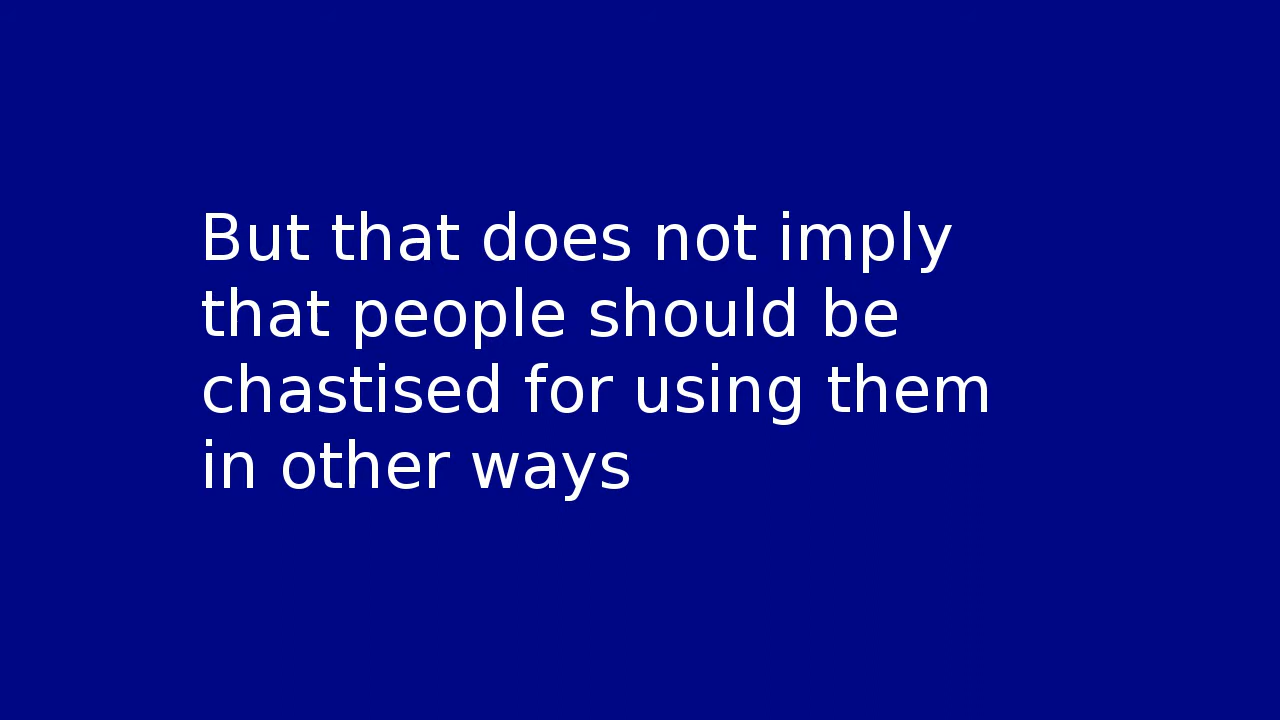 But that does not imply
that people should be
chastised for using them
in other ways